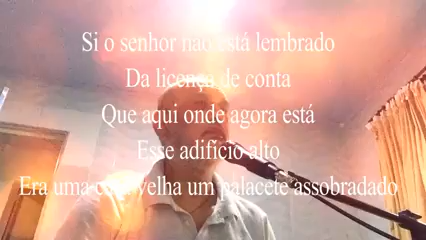 Si o senhor não está lembrado
Da licença de conta
Que aqui onde agora está
Esse adifício alto
Era uma casa velha um palacete assobradado